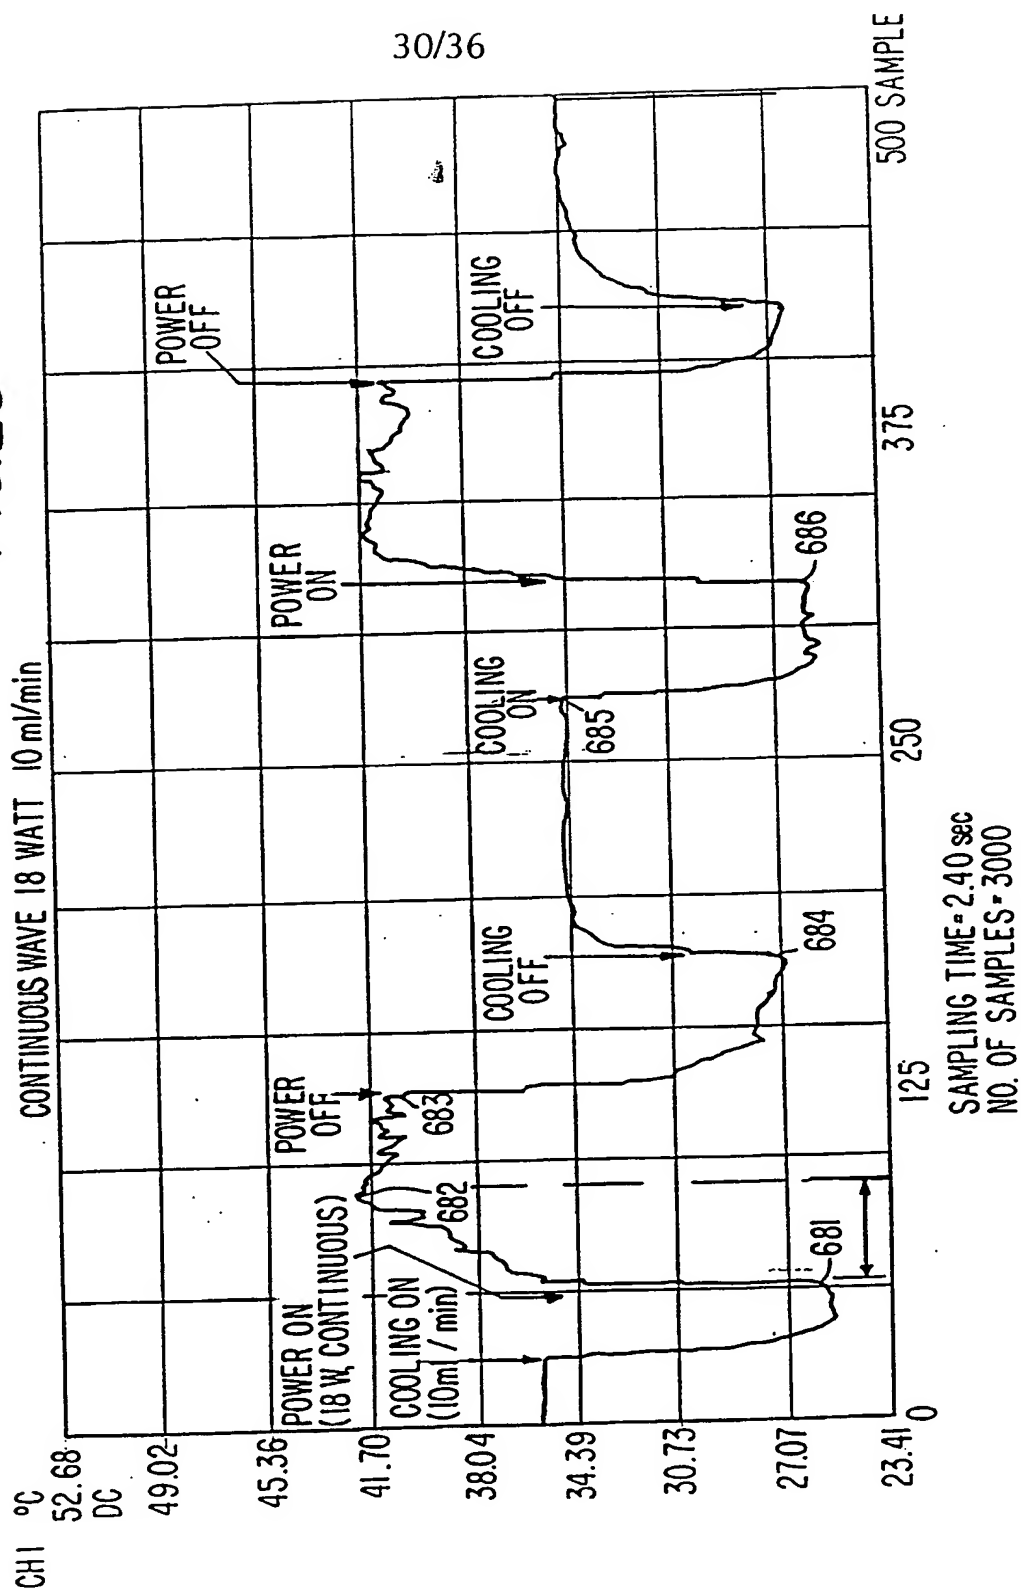 30/36
CONTINUOUS WAVE 18 WATT 10 ml/min
CH1 °C
52.68
DC
49.02
45.36
41.70
38.04
34.39
30.73
27.07
23.41
POWER ON
(18 W, CONTINUOUS)
COOLING ON
(10ml / min)
681
682
POWER
OFF
683
COOLING
OFF
684
COOLING
ON
685
POWER
ON
686
POWER
OFF
COOLING
OFF
0
125
250
375
500 SAMPLE
SAMPLING TIME=2.40 sec
NO. OF SAMPLES=3000